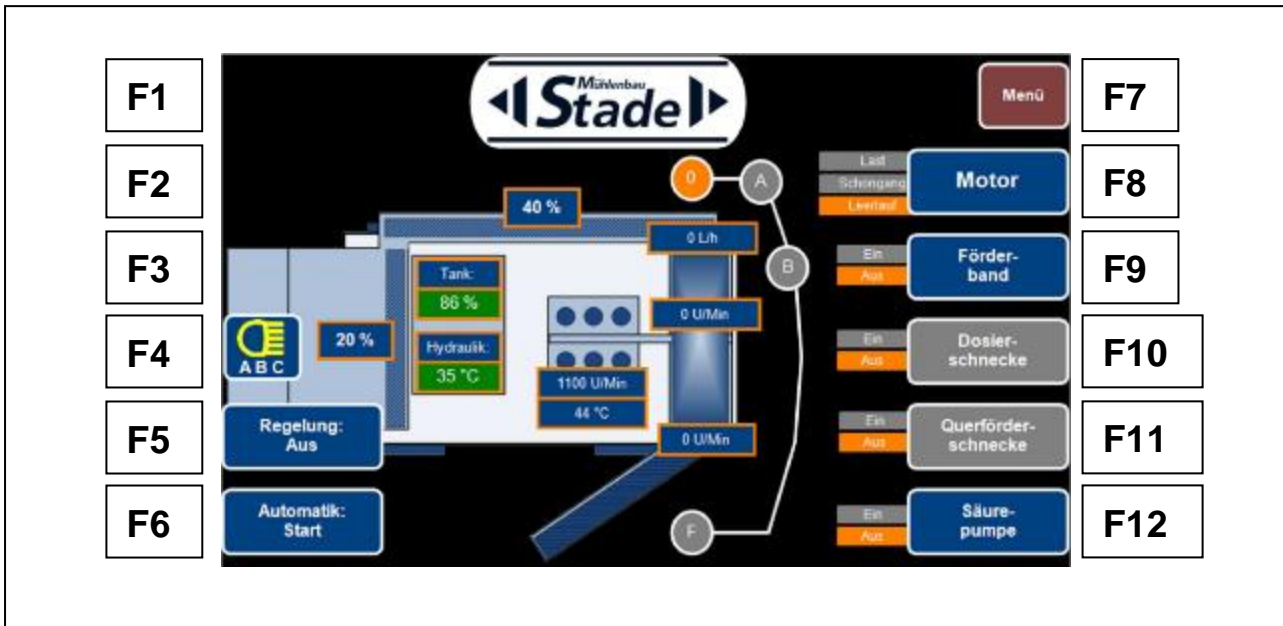 F1
F2
F3
F4
F5
F6
Mühlenbau
Stade
0
A
B
F
40 %
20 %
Tank:
86 %
Hydraulik:
35 °C
0 L/h
0 U/Min
1100 U/Min
44 °C
0 U/Min
ABC
Regelung:
Aus
Automatik:
Start
Menü
Last
Schongang
Leerlauf
Motor
Ein
Aus
Förder-
band
Ein
Aus
Dosier-
schnecke
Ein
Aus
Querförder-
schnecke
Ein
Aus
Säure-
pumpe
F7
F8
F9
F10
F11
F12